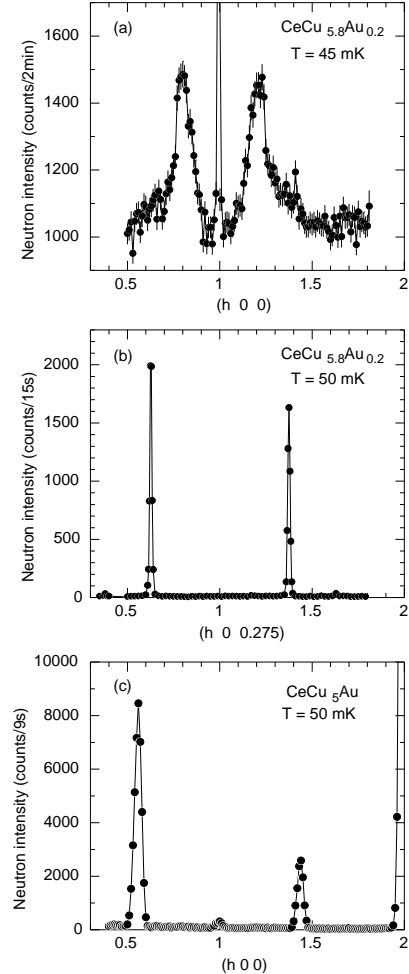 1600
1400
1200
1000
Neutron intensity (counts/2min)
(a)
CeCu 5.8Au0.2
T = 45 mK
0.5 1 1.5 2
(h 0 0)
2000
1500
1000
500
0
Neutron intensity (counts/15s)
(b)
CeCu 5.8Au0.2
T = 50 mK
0.5 1 1.5 2
(h 0 0.275)
10000
8000
6000
4000
2000
0
Neutron intensity (counts/9s)
(c)
CeCu 5Au
T = 50 mK
0.5 1 1.5 2
(h 0 0)